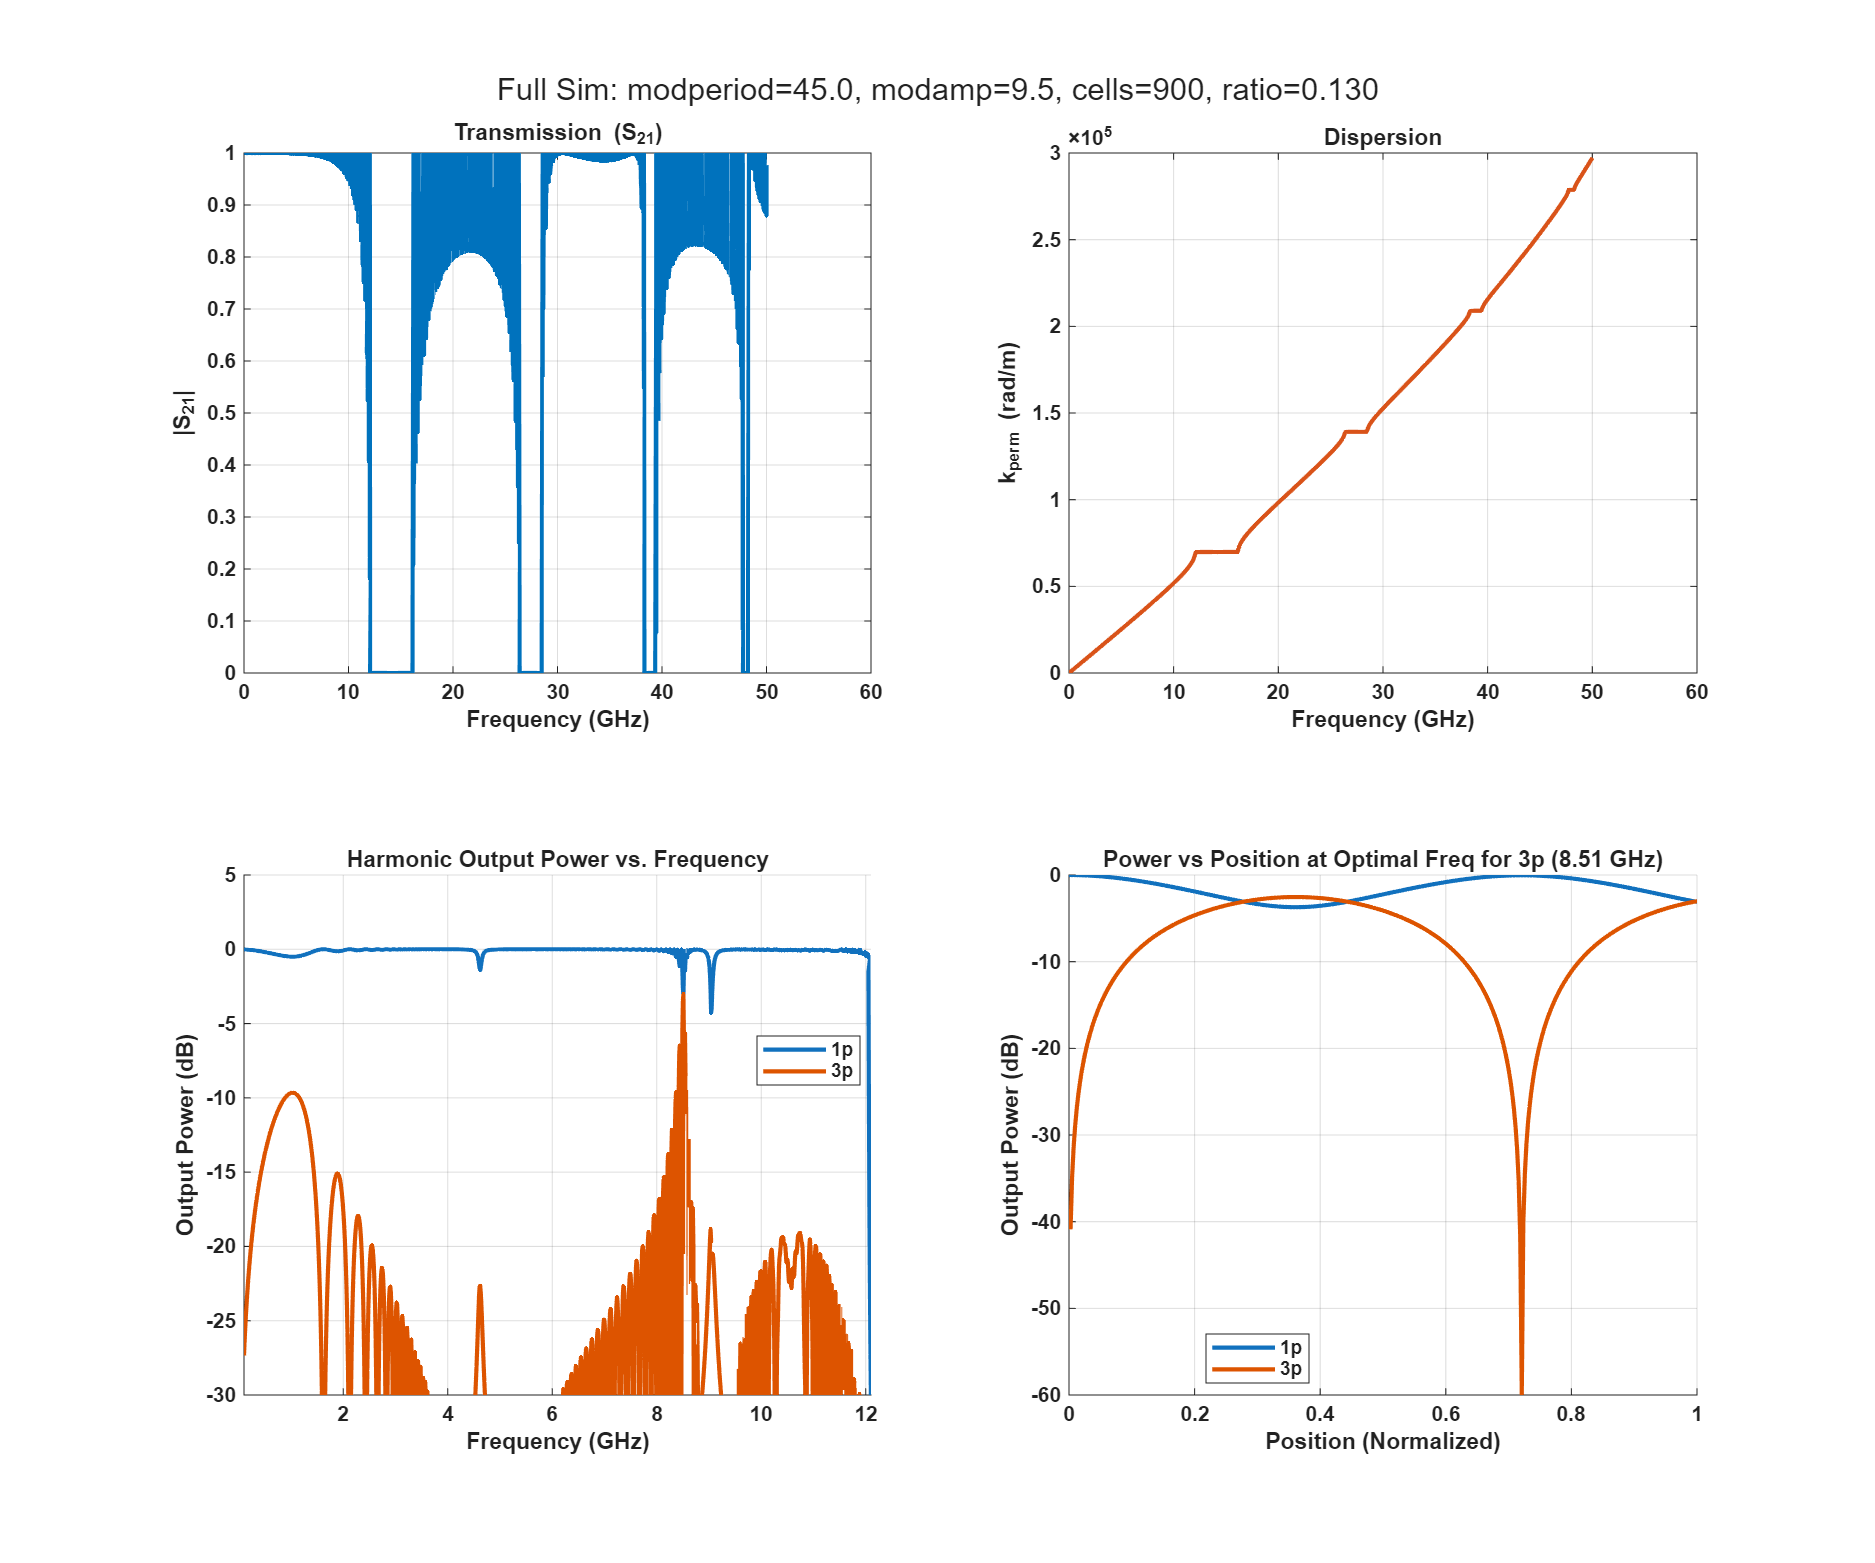 Full Sim: modperiod=45.0, modamp=9.5, cells=900, ratio=0.130
Transmission (S21)
1
0.9
0.8
0.7
0.6
0.5
0.4
0.3
0.2
0.1
0
|S21|
0 10 20 30 40 50 60
Frequency (GHz)
×10^5
Dispersion
3
2.5
2
1.5
1
0.5
0
kperm (rad/m)
0 10 20 30 40 50 60
Frequency (GHz)
Harmonic Output Power vs. Frequency
5
0
-5
-10
-15
-20
-25
-30
Output Power (dB)
1p
3p
2 4 6 8 10 12
Frequency (GHz)
Power vs Position at Optimal Freq for 3p (8.51 GHz)
0
-10
-20
-30
-40
-50
-60
Output Power (dB)
1p
3p
0 0.2 0.4 0.6 0.8 1
Position (Normalized)